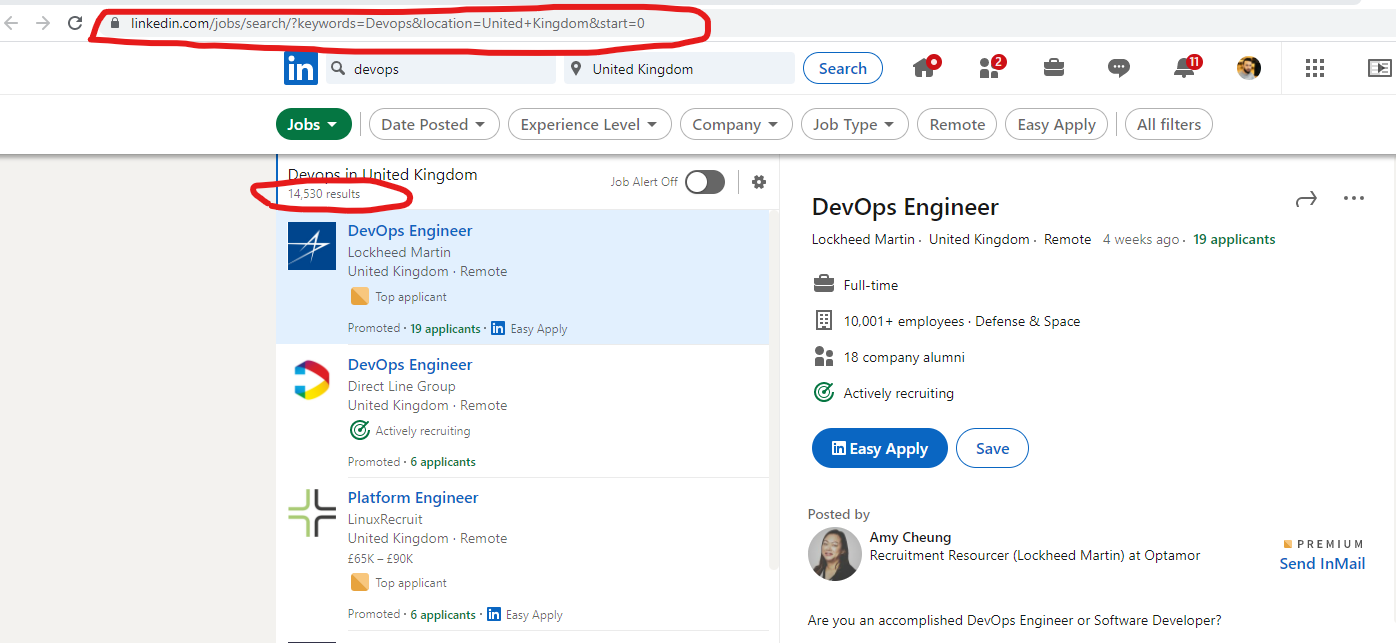 linkedin.com/jobs/search/?keywords=Devops&location=United+Kingdom&start=0
in
devops
United Kingdom
Search
2
11
Jobs
Date Posted
Experience Level
Company
Job Type
Remote
Easy Apply
All filters
Devops in United Kingdom
14,530 results
Job Alert Off
DevOps Engineer
Lockheed Martin
United Kingdom · Remote
Top applicant
Promoted · 19 applicants · in Easy Apply
DevOps Engineer
Direct Line Group
United Kingdom · Remote
Actively recruiting
Promoted · 6 applicants
Platform Engineer
LinuxRecruit
United Kingdom · Remote
£65K – £90K
Top applicant
Promoted · 6 applicants · in Easy Apply
DevOps Engineer
Lockheed Martin · United Kingdom · Remote 4 weeks ago · 19 applicants
Full-time
10,001+ employees · Defense & Space
18 company alumni
Actively recruiting
in Easy Apply
Save
Posted by
Amy Cheung
Recruitment Resourcer (Lockheed Martin) at Optamor
PREMIUM
Send InMail
Are you an accomplished DevOps Engineer or Software Developer?